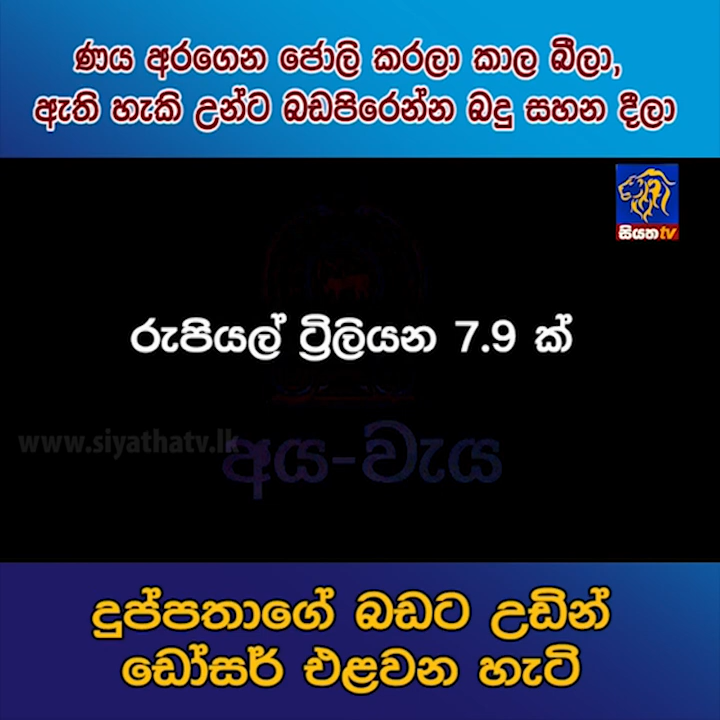 ණය අරගෙන ජොලි කරලා කාල බීලා,
ඇති හැකි උන්ට බඩපිරෙන්න බදු සහන දීලා
සියත tv
රුපියල් ට්‍රිලියන 7.9 ක්
www.siyathatv.lk
අය-වැය
දුප්පතාගේ බඩට උඩින්
ඩෝසර් එළවන හැටි